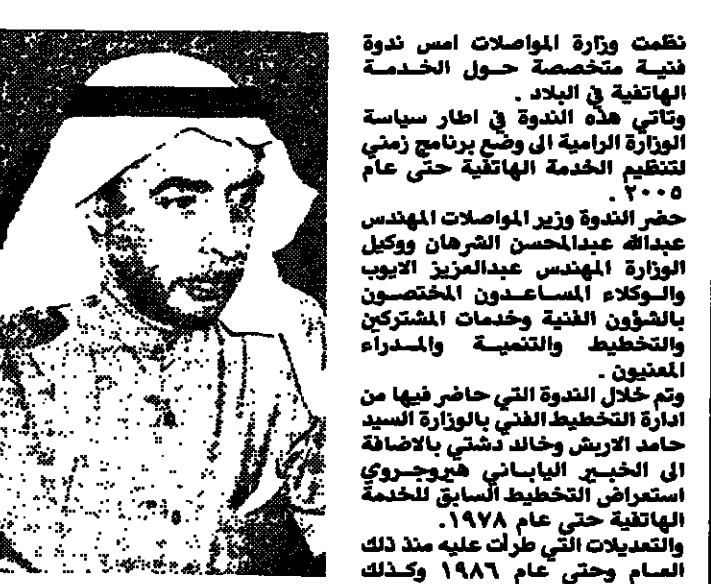 نظمت وزارة المواصلات امس ندوة
فنية متخصصة حول الخدمة
الهاتفية في البلاد .
وتاتي هذه الندوة في اطار سياسة
الوزارة الرامية الى وضع برنامج زمني
لتنظيم الخدمة الهاتفية حتى عام
٢٠٠٥ .
حضر الندوة وزير المواصلات المهندس
عبدالله عبدالمحسن الشرهان ووكيل
الوزارة المهندس عبدالعزيز الايوب
والوكلاء المساعدون المختصون
بالشؤون الفنية وخدمات المشتركين
والتخطيط والتنمية والمدراء
المعنيون .
وتم خلال الندوة التي حاضر فيها من
ادارة التخطيط الفني بالوزارة السيد
حامد الاربش وخالد دشتي بالاضافة
الى الخبير الياباني هيروجروي
استعراض التخطيط السابق للخدمة
الهاتفية حتى عام ١٩٧٨.
والتعديلات التي طرأت عليه منذ ذلك
العام وحتى عام ١٩٨٦ وكذلك